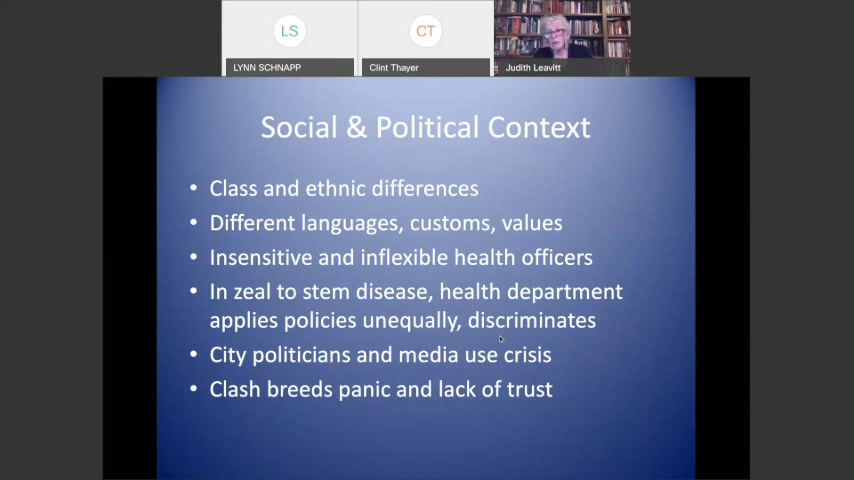 LS
CT
LYNN SCHNAPP
Clint Thayer
Judith Leavitt
Social & Political Context
• Class and ethnic differences
• Different languages, customs, values
• Insensitive and inflexible health officers
• In zeal to stem disease, health department
applies policies unequally, discriminates
• City politicians and media use crisis
• Clash breeds panic and lack of trust